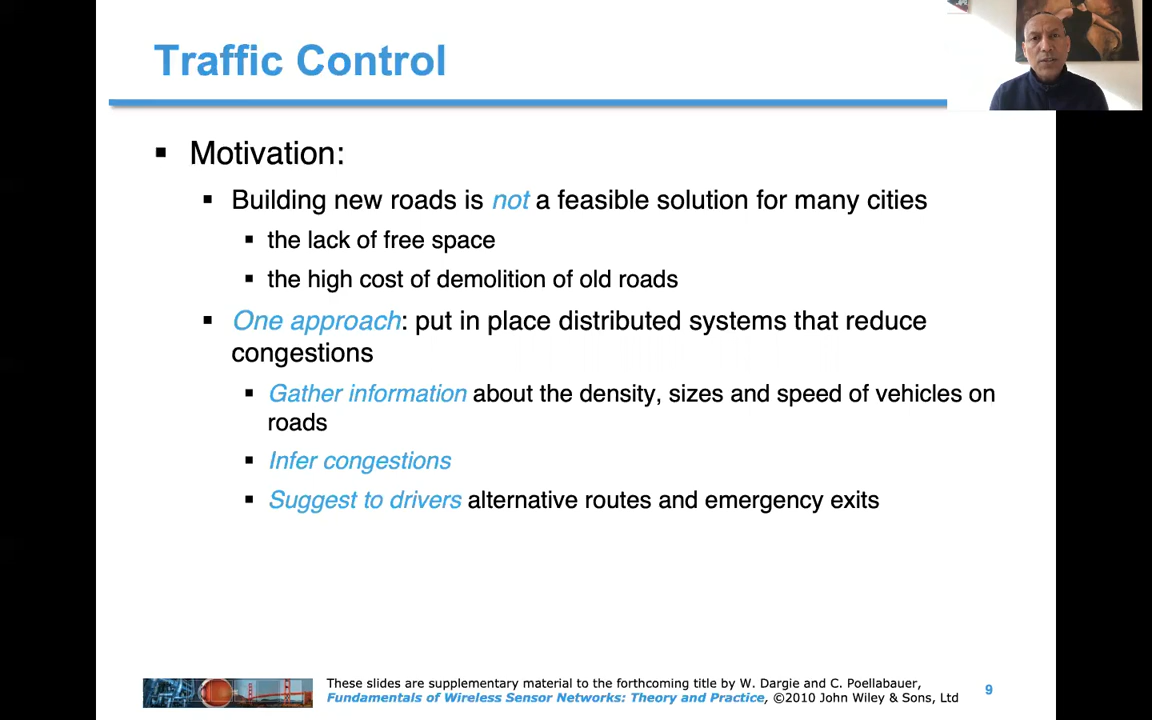 Traffic Control
▪ Motivation:
▪ Building new roads is not a feasible solution for many cities
▪ the lack of free space
▪ the high cost of demolition of old roads
▪ One approach: put in place distributed systems that reduce
congestions
▪ Gather information about the density, sizes and speed of vehicles on
roads
▪ Infer congestions
▪ Suggest to drivers alternative routes and emergency exits
These slides are supplementary material to the forthcoming title by W. Dargie and C. Poellabauer,
Fundamentals of Wireless Sensor Networks: Theory and Practice, ©2010 John Wiley & Sons, Ltd
9